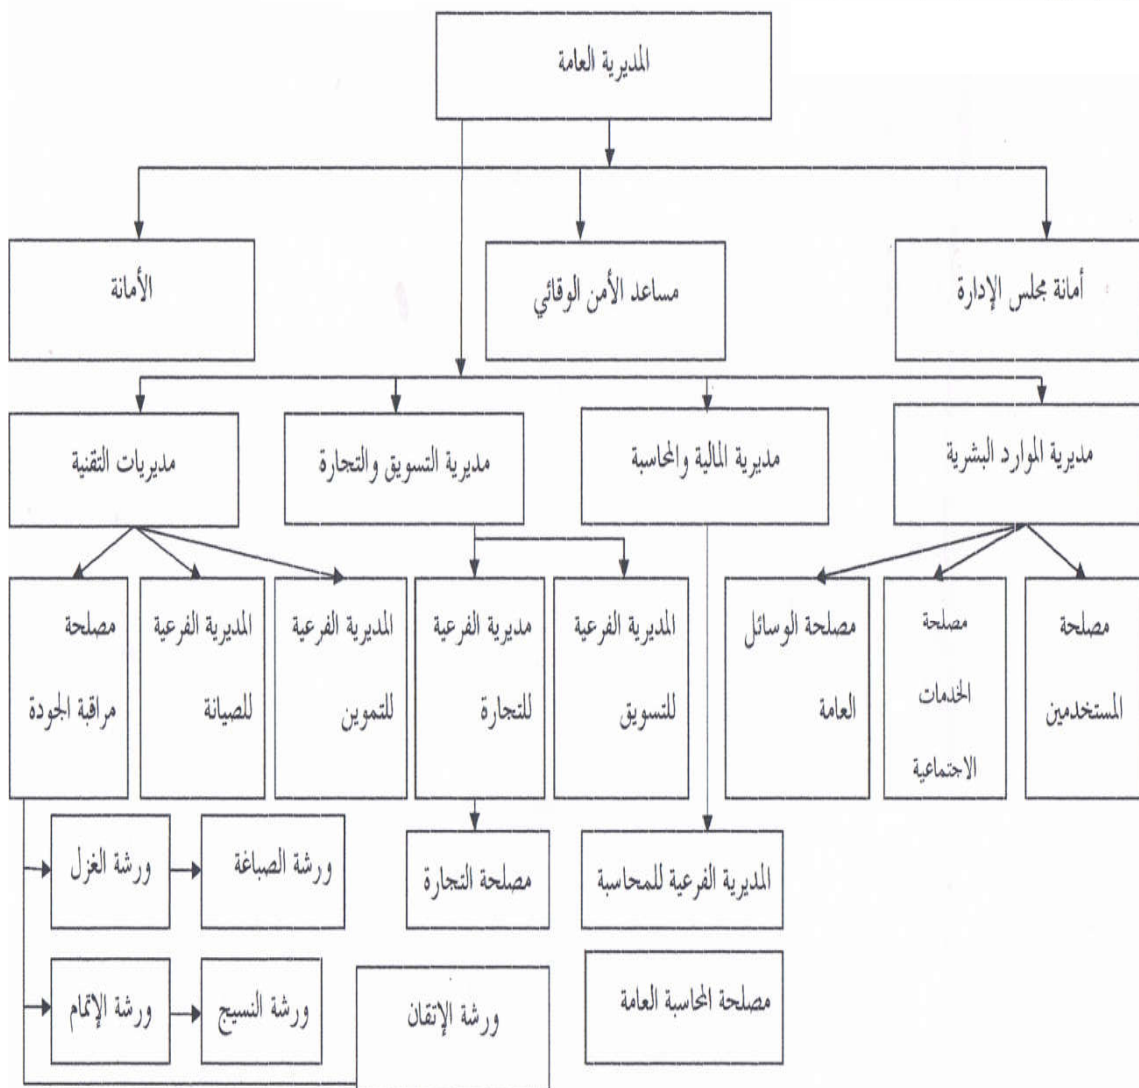 المديرية العامة
أمانة مجلس الإدارة
مساعد الأمن الوقائي
الأمانة
مديرية الموارد البشرية
مديرية المالية والمحاسبة
مديرية التسويق والتجارة
مديريات التقنية
مصلحة
المستخدمين
مصلحة
الخدمات
الاجتماعية
مصلحة الوسائل
العامة
المديرية الفرعية
للتسويق
مديرية الفرعية
للتجارة
المديرية الفرعية
للتموين
المديرية الفرعية
للصيانة
مصلحة
مراقبة الجودة
المديرية الفرعية للمحاسبة
مصلحة التجارة
ورشة الصباغة
ورشة الغزل
مصلحة المحاسبة العامة
ورشة الإتقان
ورشة النسيج
ورشة الإتمام